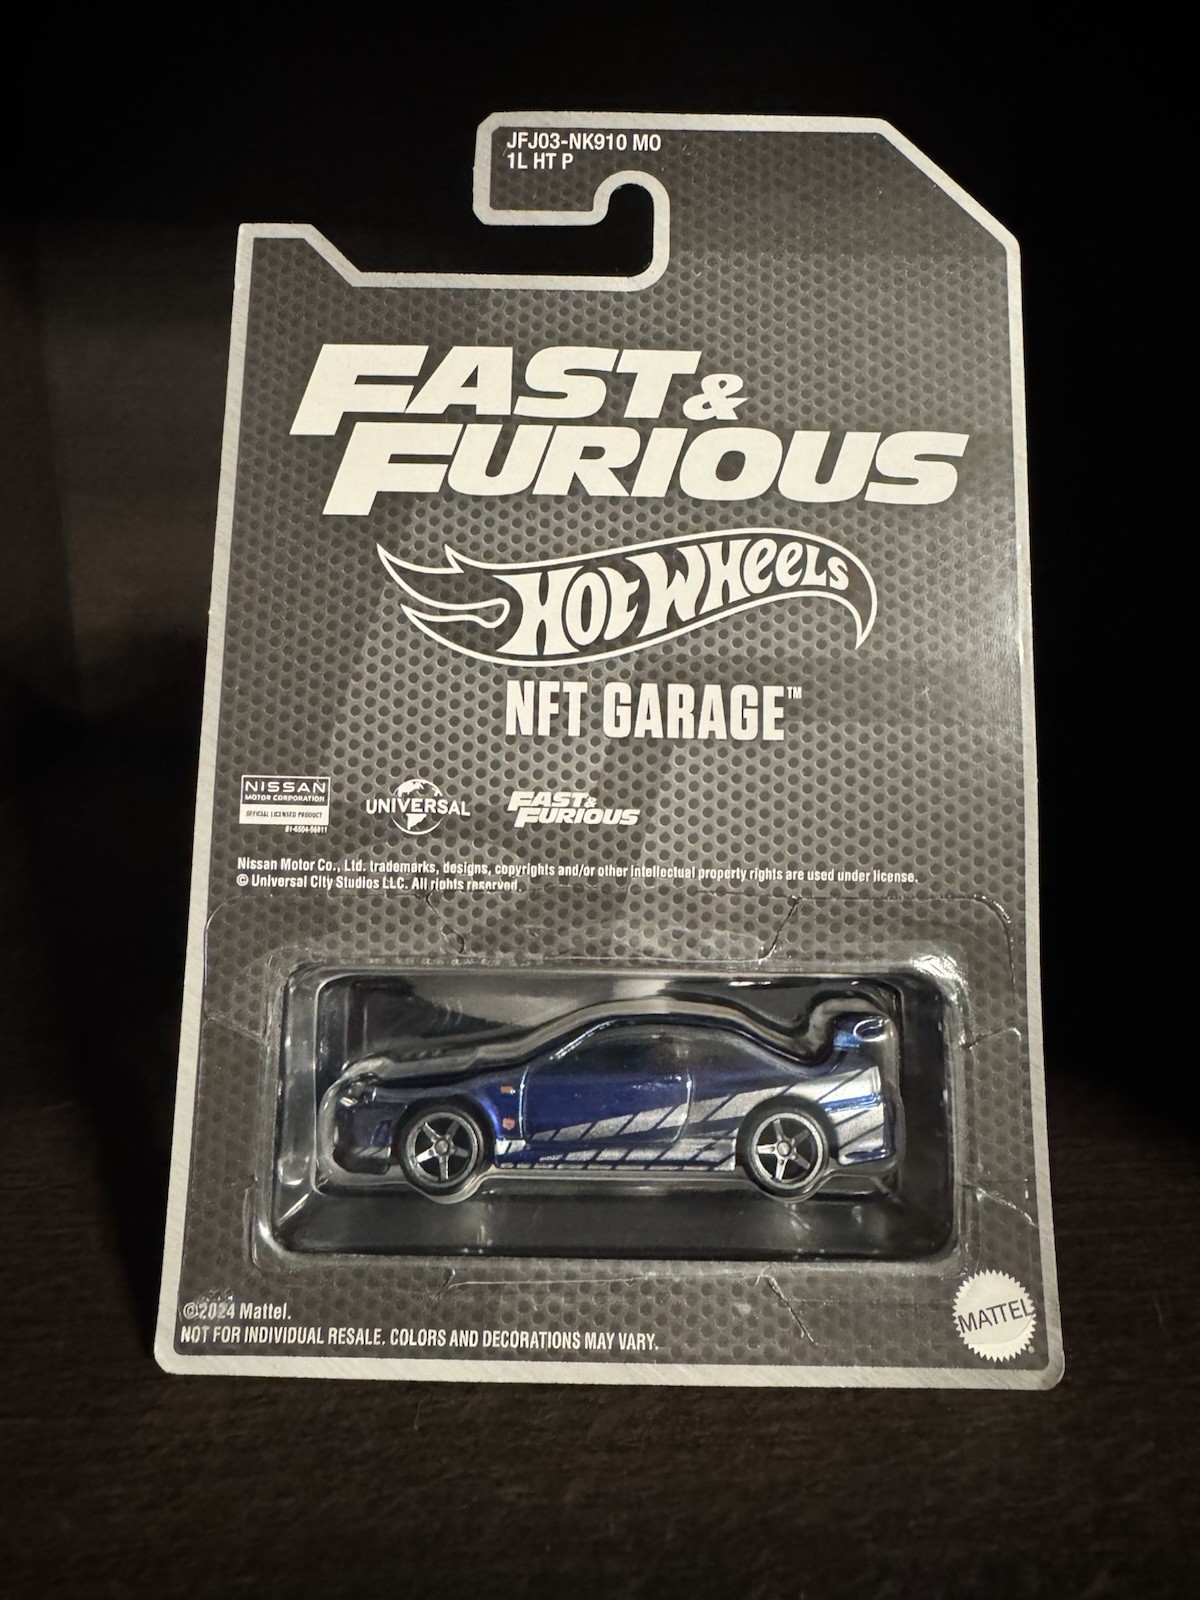 JFJ03-NK910 MO
1L HT P
FAST &
FURIOUS
HOT WHEELS
NFT GARAGE™
NISSAN
MOTOR CORPORATION
OFFICIAL LICENSED PRODUCT
UNIVERSAL
FAST &
FURIOUS
Nissan Motor Co., Ltd. trademarks, designs, copyrights and/or other intellectual property rights are used under license.
© Universal City Studios LLC. All rights reserved.
©2024 Mattel.
NOT FOR INDIVIDUAL RESALE. COLORS AND DECORATIONS MAY VARY.
MATTEL